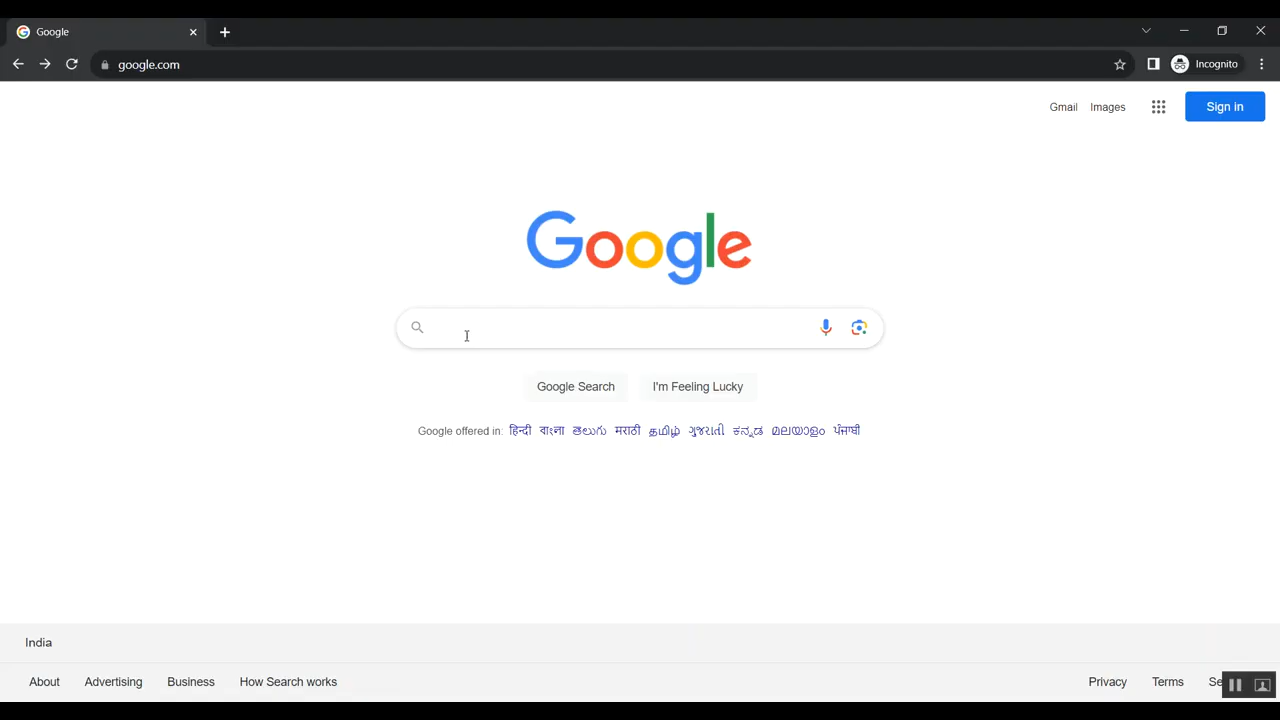 Google
google.com
Incognito
Gmail Images Sign in
Google
Google Search I'm Feeling Lucky
Google offered in: हिन्दी বাংলা తెలుగు मराठी தமிழ் ગુજરાતી ಕನ್ನಡ മലയാളം ਪੰਜਾਬੀ
India
About Advertising Business How Search works Privacy Terms